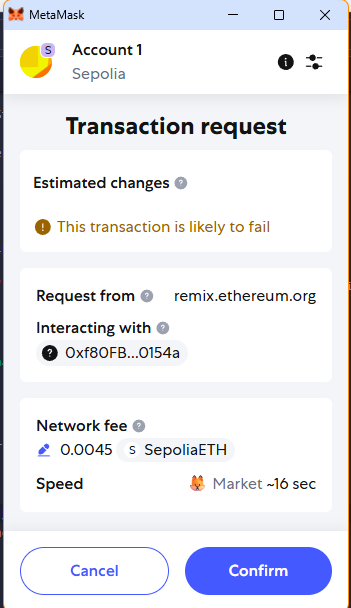 MetaMask
S
Account 1
Sepolia
Transaction request
Estimated changes ?
! This transaction is likely to fail
Request from ? remix.ethereum.org
Interacting with ?
? 0xf80FB...0154a
Network fee ?
0.0045 S SepoliaETH
Speed Market ~16 sec
Cancel Confirm